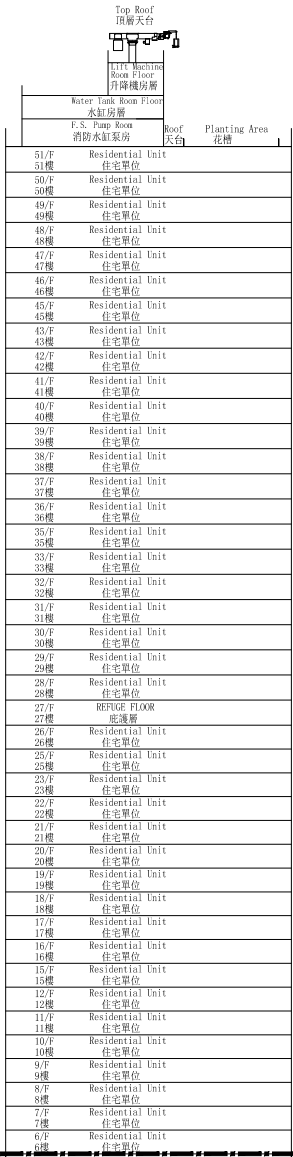 Top Roof
頂層天台
Lift Machine
Room Floor
升降機房層
Water Tank Room Floor
水缸房層
F.S. Pump Room
消防水缸泵房
Roof
天台
Planting Area
花槽
51/F Residential Unit
51樓 住宅單位
50/F Residential Unit
50樓 住宅單位
49/F Residential Unit
49樓 住宅單位
48/F Residential Unit
48樓 住宅單位
47/F Residential Unit
47樓 住宅單位
46/F Residential Unit
46樓 住宅單位
45/F Residential Unit
45樓 住宅單位
43/F Residential Unit
43樓 住宅單位
42/F Residential Unit
42樓 住宅單位
41/F Residential Unit
41樓 住宅單位
40/F Residential Unit
40樓 住宅單位
39/F Residential Unit
39樓 住宅單位
38/F Residential Unit
38樓 住宅單位
37/F Residential Unit
37樓 住宅單位
36/F Residential Unit
36樓 住宅單位
35/F Residential Unit
35樓 住宅單位
33/F Residential Unit
33樓 住宅單位
32/F Residential Unit
32樓 住宅單位
31/F Residential Unit
31樓 住宅單位
30/F Residential Unit
30樓 住宅單位
29/F Residential Unit
29樓 住宅單位
28/F Residential Unit
28樓 住宅單位
27/F REFUGE FLOOR
27樓 庇護層
26/F Residential Unit
26樓 住宅單位
25/F Residential Unit
25樓 住宅單位
23/F Residential Unit
23樓 住宅單位
22/F Residential Unit
22樓 住宅單位
21/F Residential Unit
21樓 住宅單位
20/F Residential Unit
20樓 住宅單位
19/F Residential Unit
19樓 住宅單位
18/F Residential Unit
18樓 住宅單位
17/F Residential Unit
17樓 住宅單位
16/F Residential Unit
16樓 住宅單位
15/F Residential Unit
15樓 住宅單位
12/F Residential Unit
12樓 住宅單位
11/F Residential Unit
11樓 住宅單位
10/F Residential Unit
10樓 住宅單位
9/F Residential Unit
9樓 住宅單位
8/F Residential Unit
8樓 住宅單位
7/F Residential Unit
7樓 住宅單位
6/F Residential Unit
6樓 住宅單位